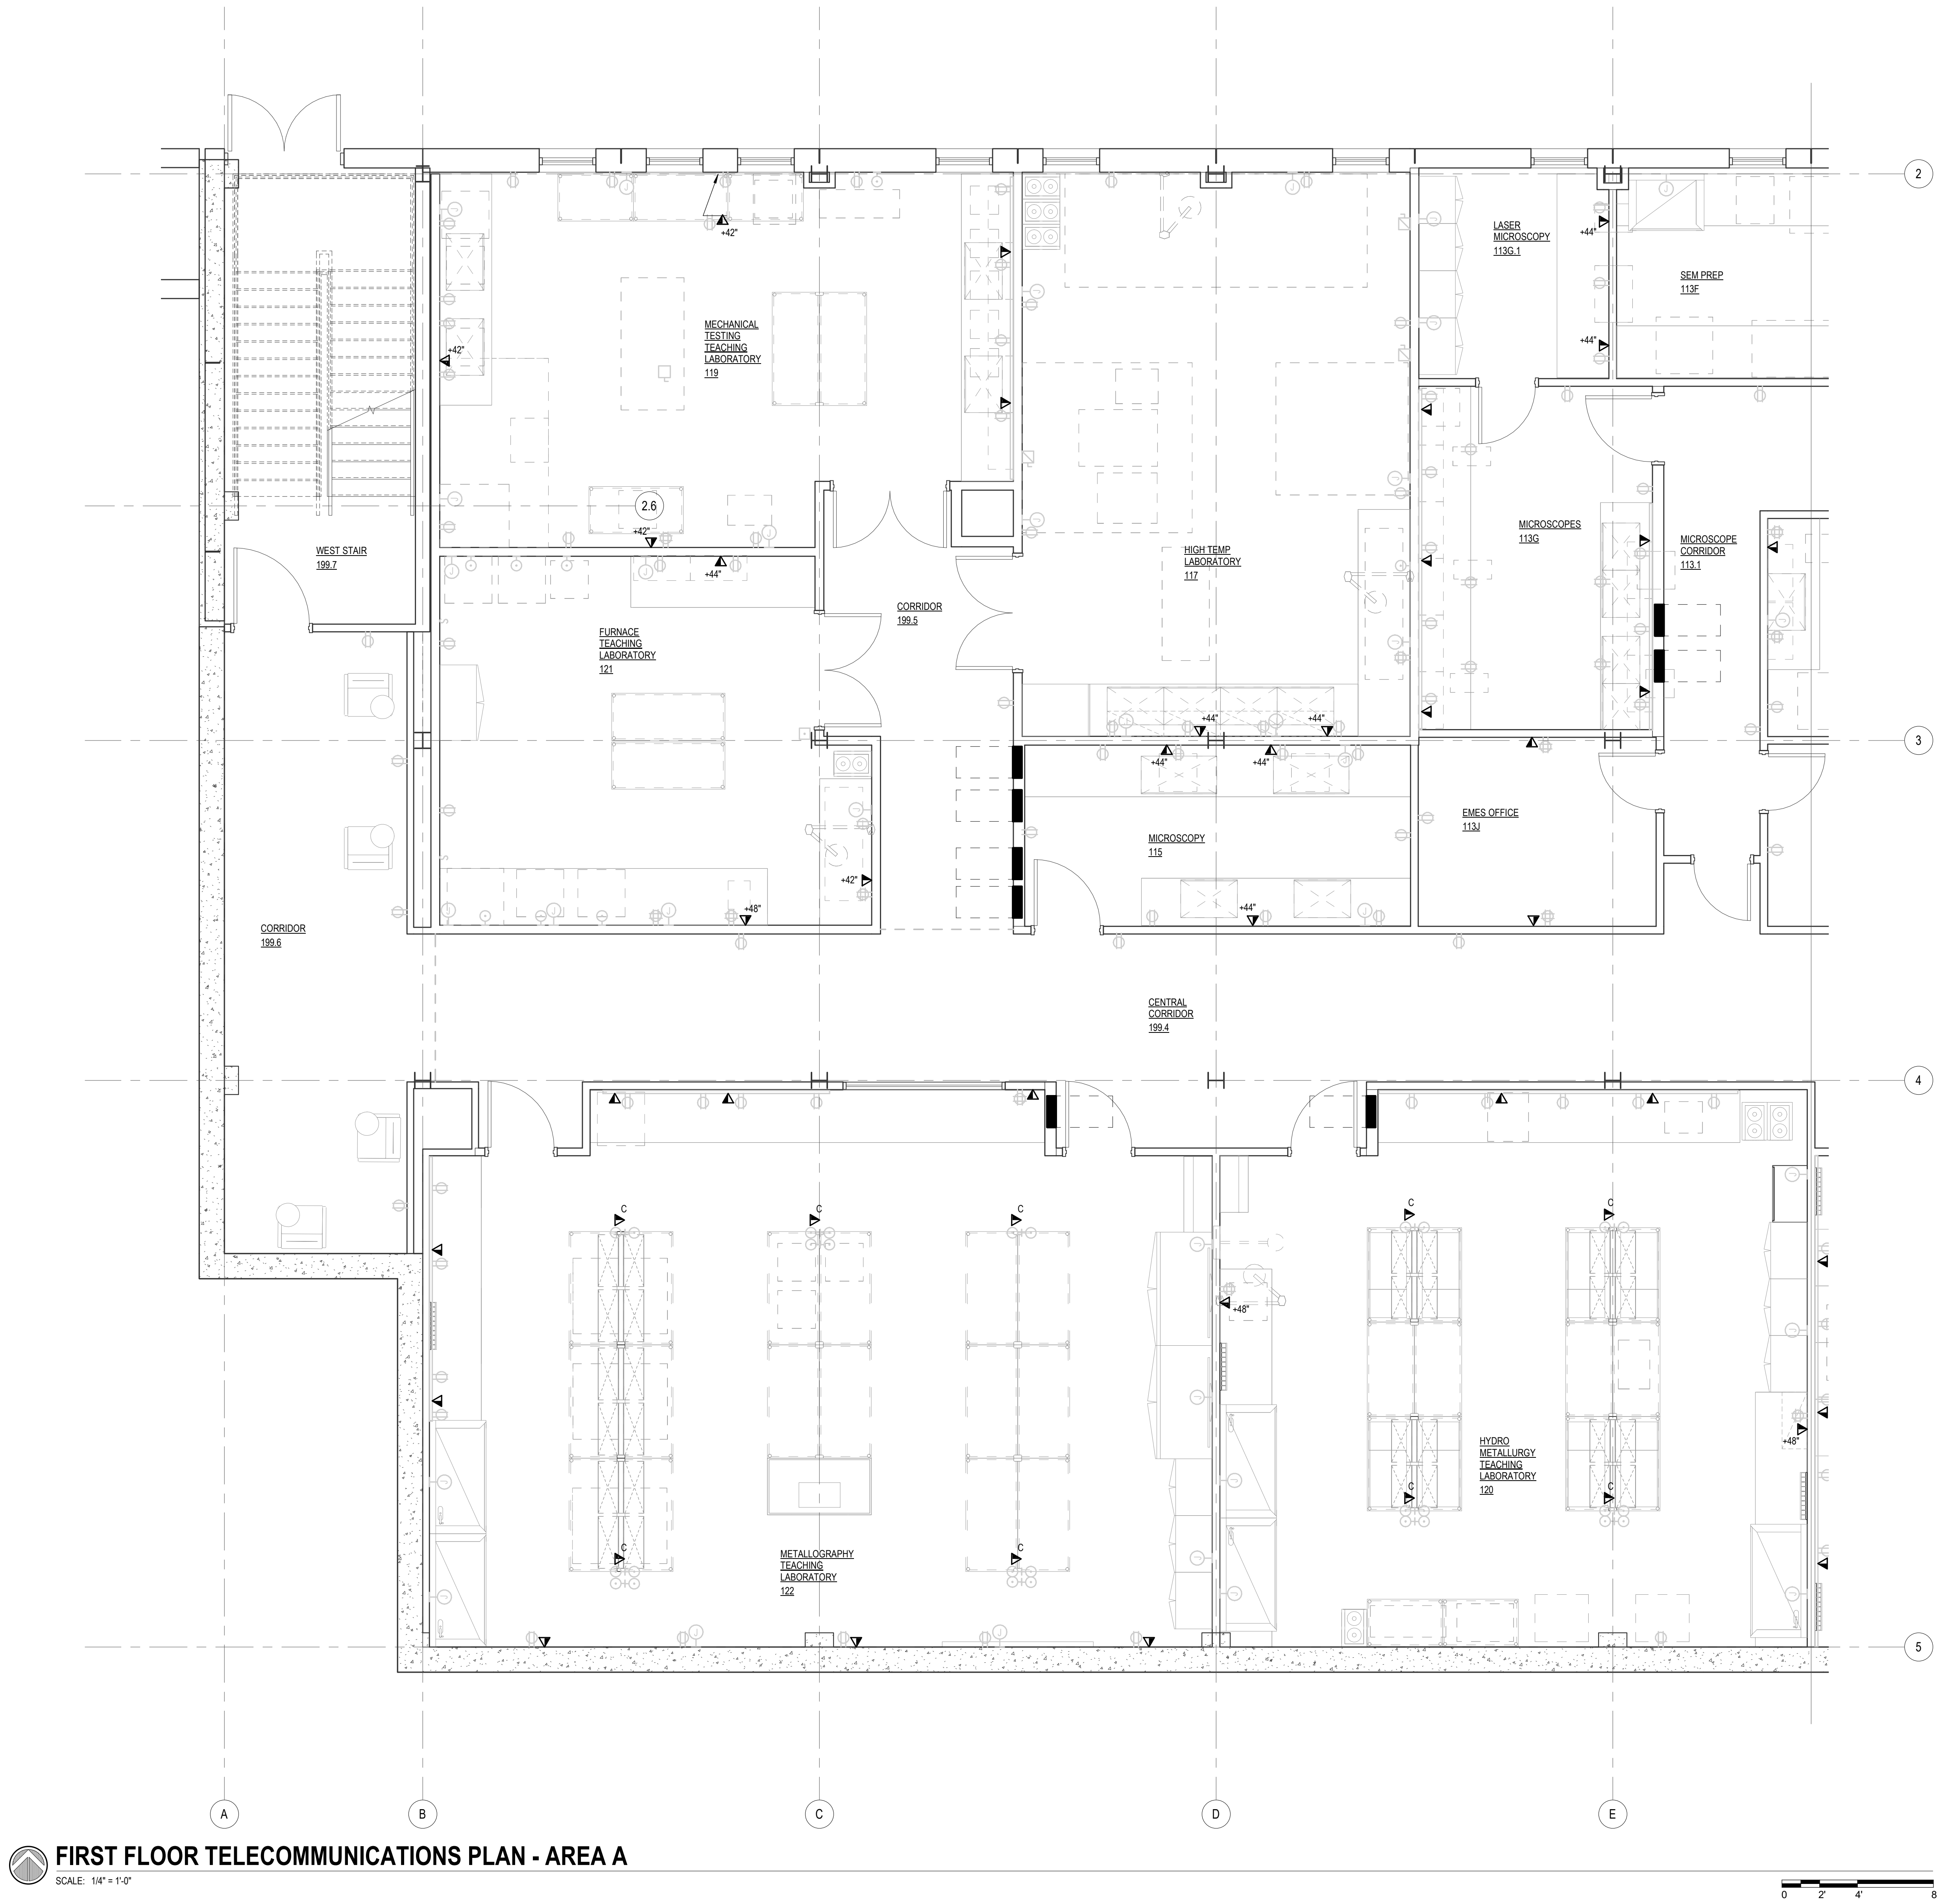 2
+42"
LASER
MICROSCOPY
113G.1
+44"
SEM PREP
113F
MECHANICAL
TESTING
TEACHING
LABORATORY
119
+42"
+44"
2.6
+42"
WEST STAIR
199.7
+44"
HIGH TEMP
LABORATORY
117
MICROSCOPES
113G
MICROSCOPE
CORRIDOR
113.1
CORRIDOR
199.5
FURNACE
TEACHING
LABORATORY
121
+44"
+44"
3
+44"
+44"
EMES OFFICE
113J
MICROSCOPY
115
+42"
+48"
+44"
CORRIDOR
199.6
CENTRAL
CORRIDOR
199.4
4
C
C
C
C
C
+48"
+48"
HYDRO
METALLURGY
TEACHING
LABORATORY
120
C
C
C
C
METALLOGRAPHY
TEACHING
LABORATORY
122
5
A
B
C
D
E
FIRST FLOOR TELECOMMUNICATIONS PLAN - AREA A
SCALE: 1/4" = 1'-0"
0 2' 4' 8